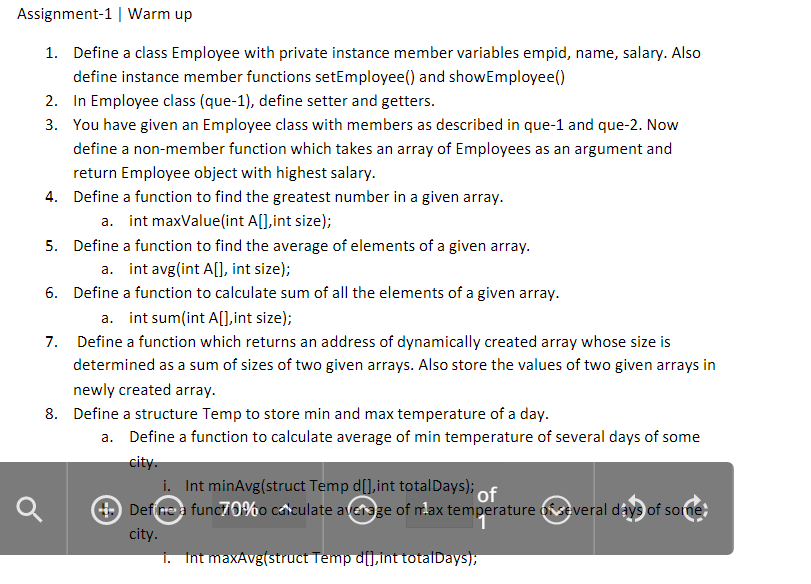 Assignment-1 | Warm up
1. Define a class Employee with private instance member variables empid, name, salary. Also
define instance member functions setEmployee() and showEmployee()
2. In Employee class (que-1), define setter and getters.
3. You have given an Employee class with members as described in que-1 and que-2. Now
define a non-member function which takes an array of Employees as an argument and
return Employee object with highest salary.
4. Define a function to find the greatest number in a given array.
a. int maxValue(int A[],int size);
5. Define a function to find the average of elements of a given array.
a. int avg(int A[], int size);
6. Define a function to calculate sum of all the elements of a given array.
a. int sum(int A[],int size);
7. Define a function which returns an address of dynamically created array whose size is
determined as a sum of sizes of two given arrays. Also store the values of two given arrays in
newly created array.
8. Define a structure Temp to store min and max temperature of a day.
a. Define a function to calculate average of min temperature of several days of some
city.
i. Int minAvg(struct Temp d[],int totalDays);
Define a function to calculate average of max temperature of several days of some
70% 1 of 1
city.
i. Int maxAvg(struct Temp d[],int totalDays);